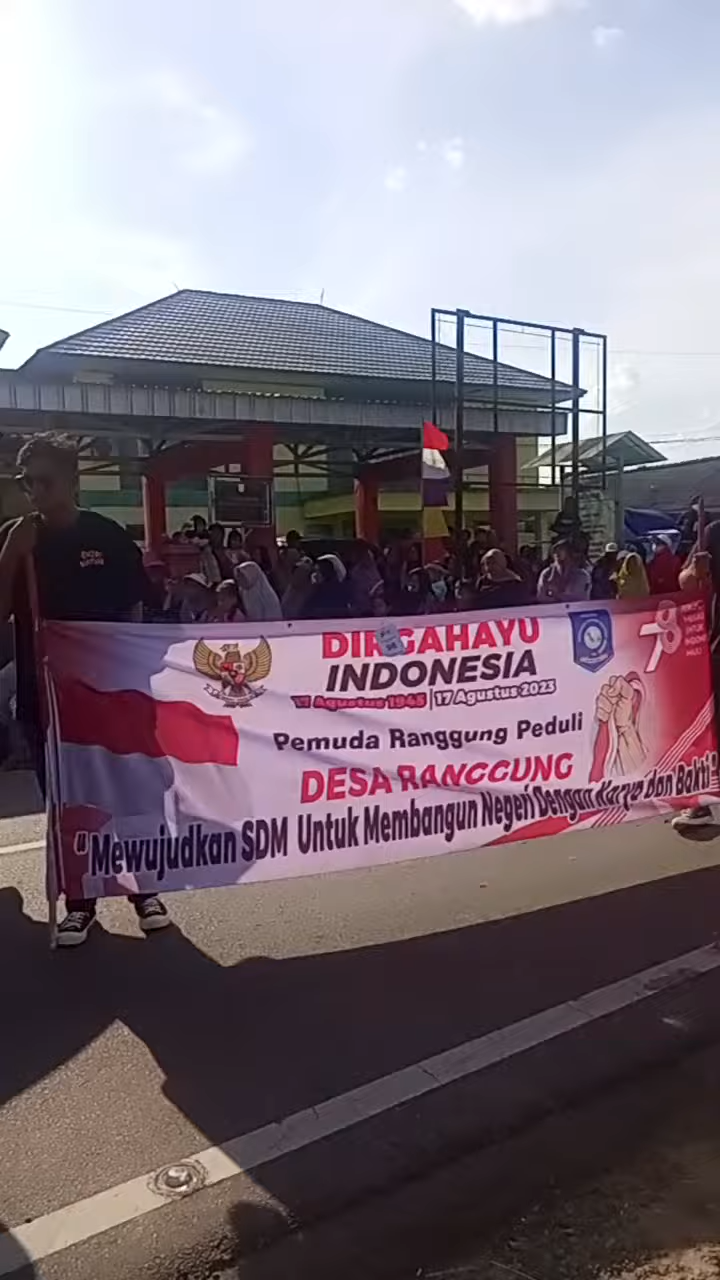 DIRGAHAYU
INDONESIA
17 Agustus 1945 | 17 Agustus 2023
Pemuda Ranggung Peduli
DESA RANGGUNG
"Mewujudkan SDM Untuk Membangun Negeri Dengan Karya dan Bakti"
78